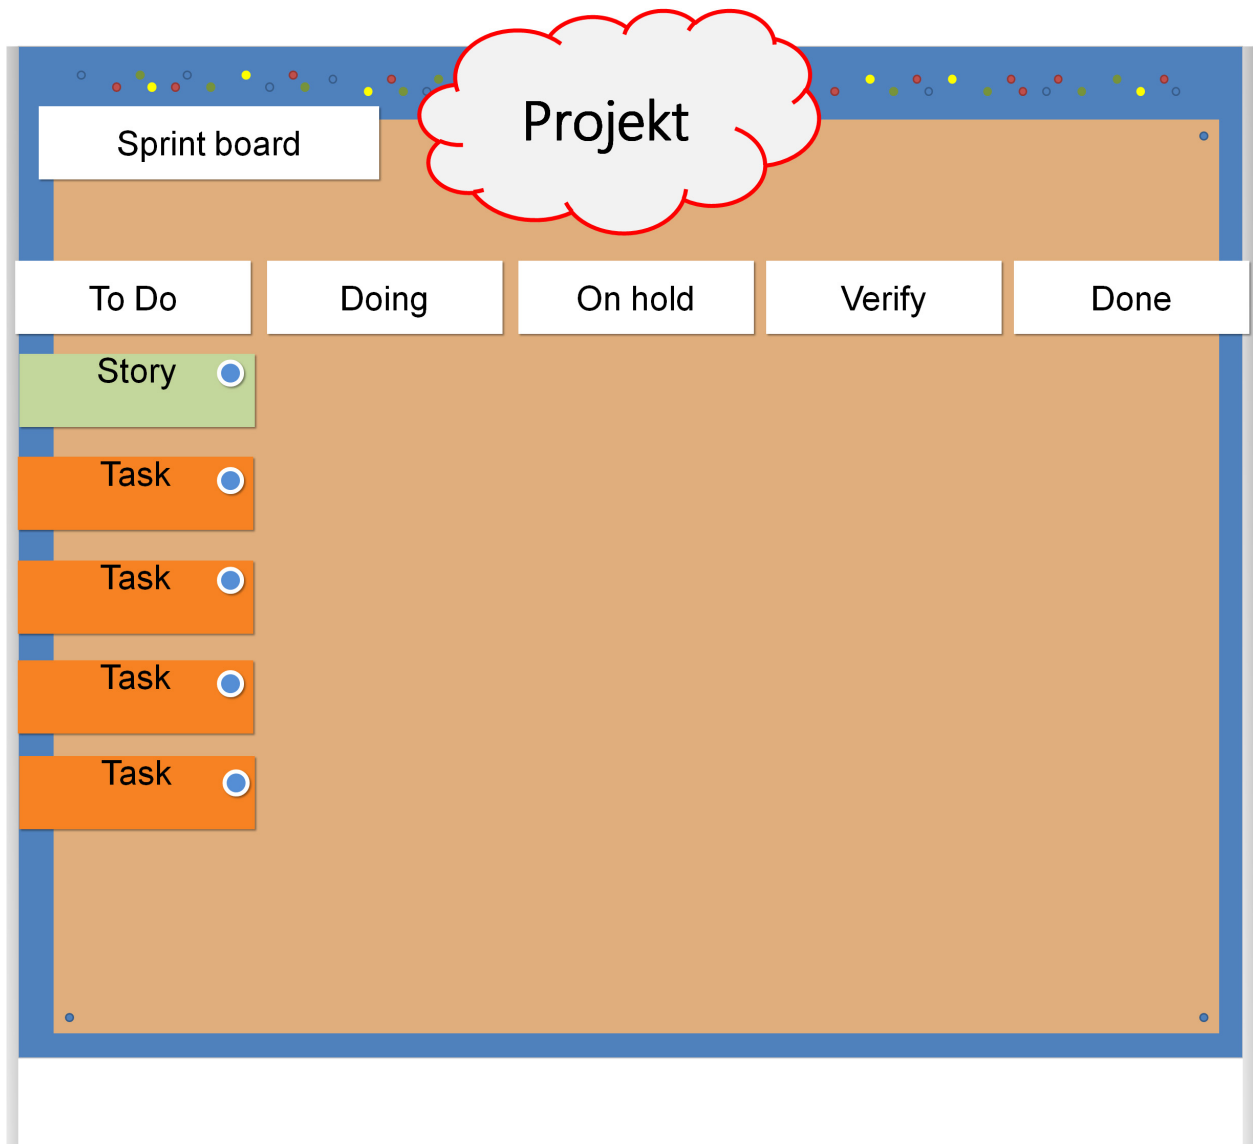 Projekt
Sprint board
To Do
Doing
On hold
Verify
Done
Story
Task
Task
Task
Task